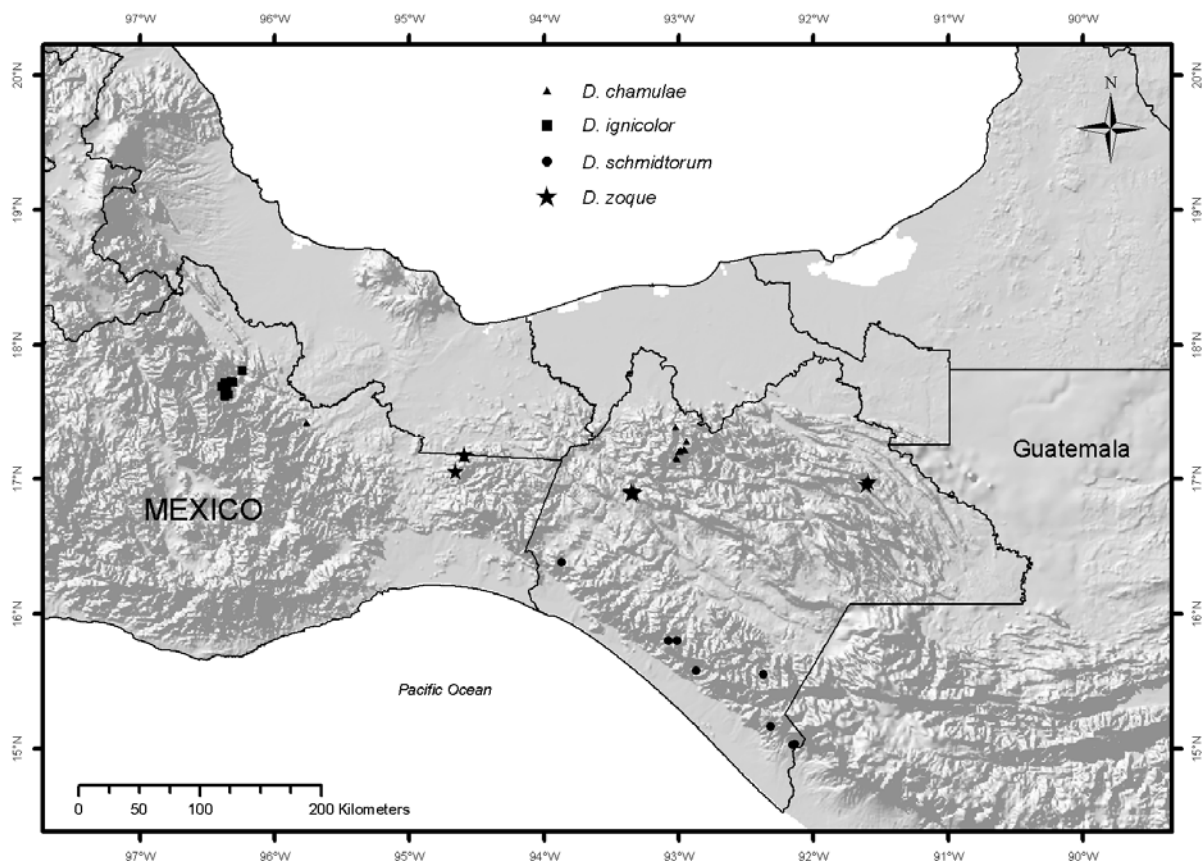 97°W 96°W 95°W 94°W 93°W 92°W 91°W 90°W
20°N 20°N
N
D. chamulae
D. ignicolor
D. schmidtorum
D. zoque
19°N 19°N
18°N 18°N
Guatemala
17°N 17°N
MEXICO
16°N 16°N
Pacific Ocean
15°N 15°N
0 50 100 200 Kilometers
97°W 96°W 95°W 94°W 93°W 92°W 91°W 90°W